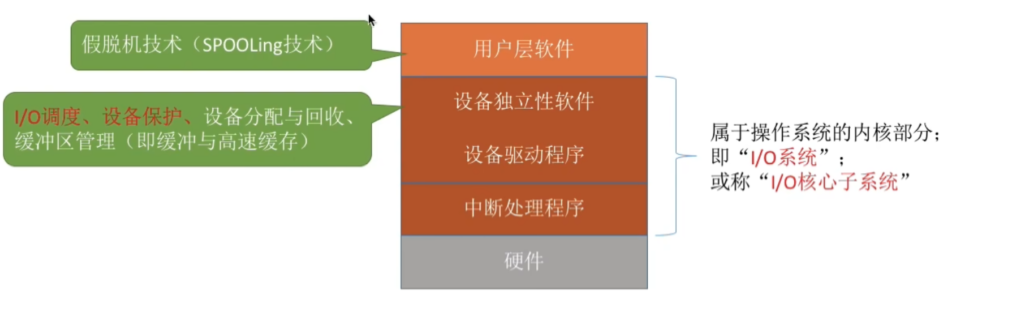 假脱机技术（SPOOLing技术）
I/O调度、设备保护、设备分配与回收、
缓冲区管理（即缓冲与高速缓存）
用户层软件
设备独立性软件
设备驱动程序
中断处理程序
硬件
属于操作系统的内核部分；
即“I/O系统”；
或称“I/O核心子系统”